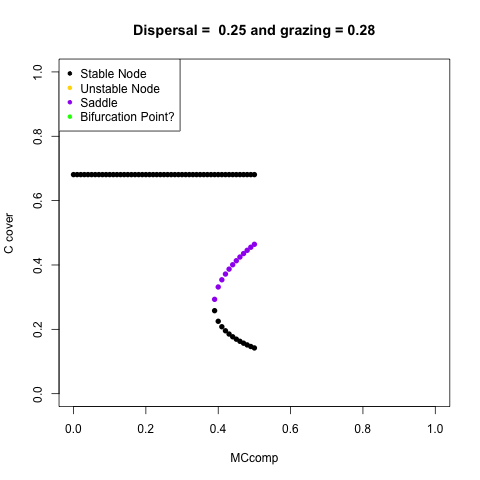 Dispersal =  0.25 and grazing = 0.28
Stable Node
Unstable Node
Saddle
Bifurcation Point?
1.0
0.8
0.6
0.4
0.2
0.0
C cover
0.0 0.2 0.4 0.6 0.8 1.0
MCcomp